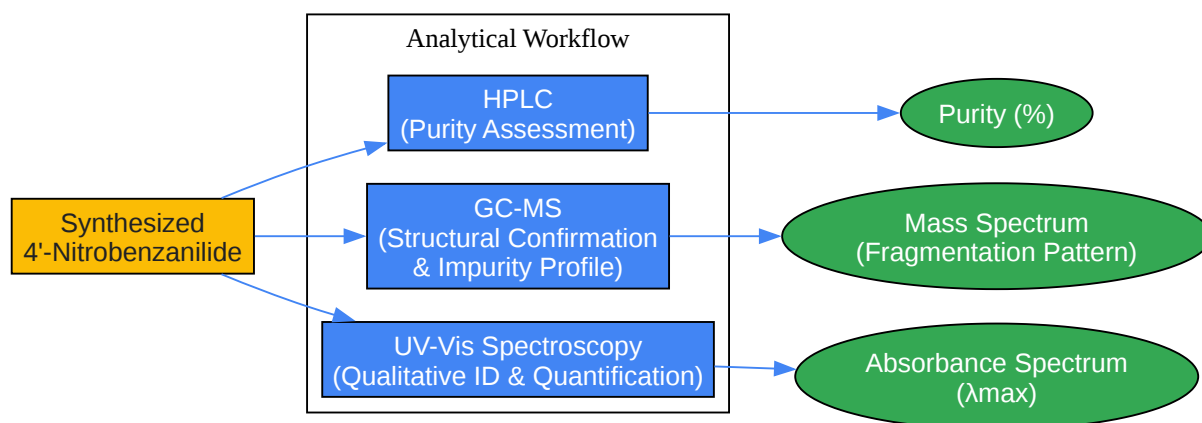 Analytical Workflow
HPLC
(Purity Assessment)
Purity (%)
Synthesized
4'-Nitrobenzanilide
GC-MS
(Structural Confirmation
& Impurity Profile)
Mass Spectrum
(Fragmentation Pattern)
UV-Vis Spectroscopy
(Qualitative ID & Quantification)
Absorbance Spectrum
(λmax)